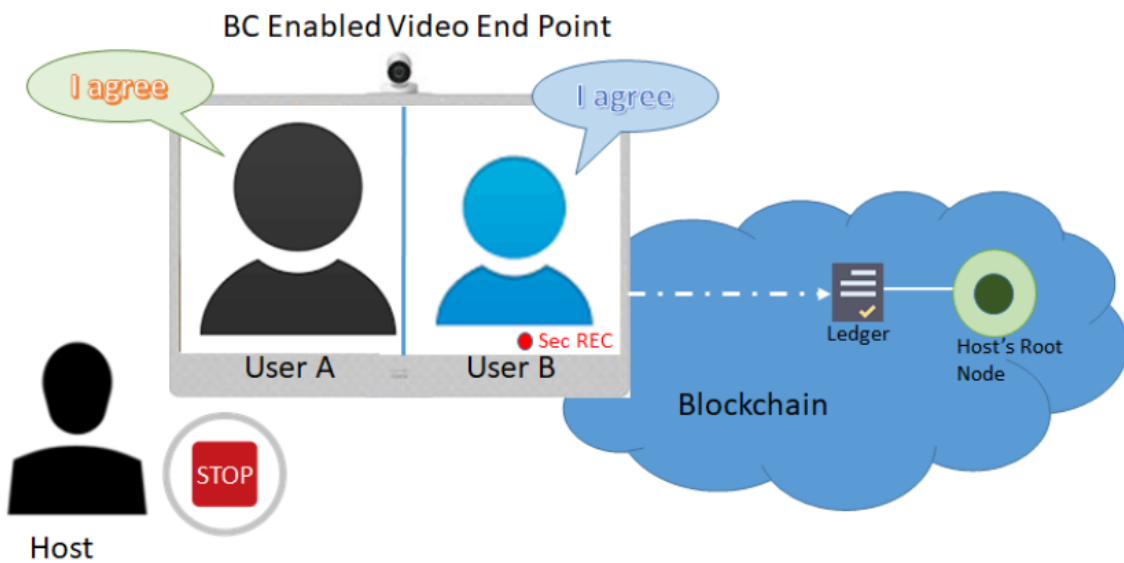 BC Enabled Video End Point
I agree
I agree
Sec REC
User A
User B
Ledger
Host's Root
Node
Blockchain
STOP
Host